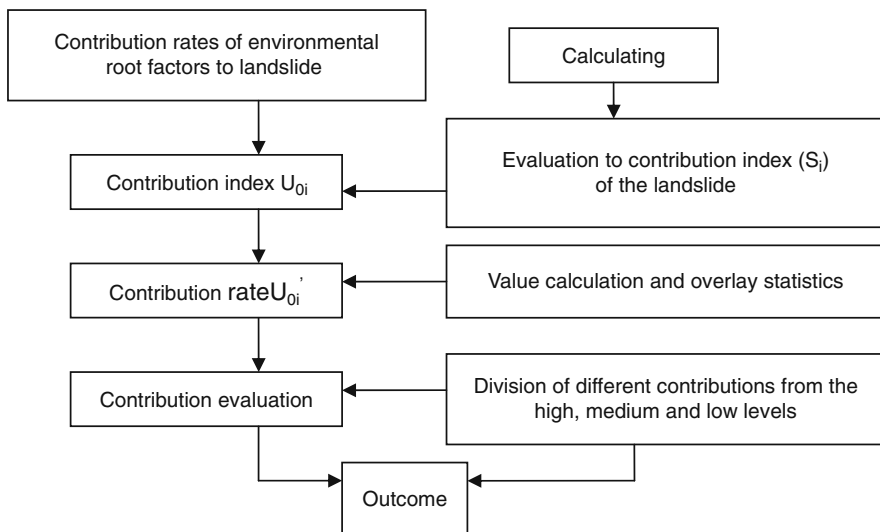 Contribution rates of environmental
root factors to landslide
Calculating
Evaluation to contribution index (Si)
of the landslide
Contribution index U0i
Value calculation and overlay statistics
Contribution rateU0i'
Division of different contributions from the
high, medium and low levels
Contribution evaluation
Outcome